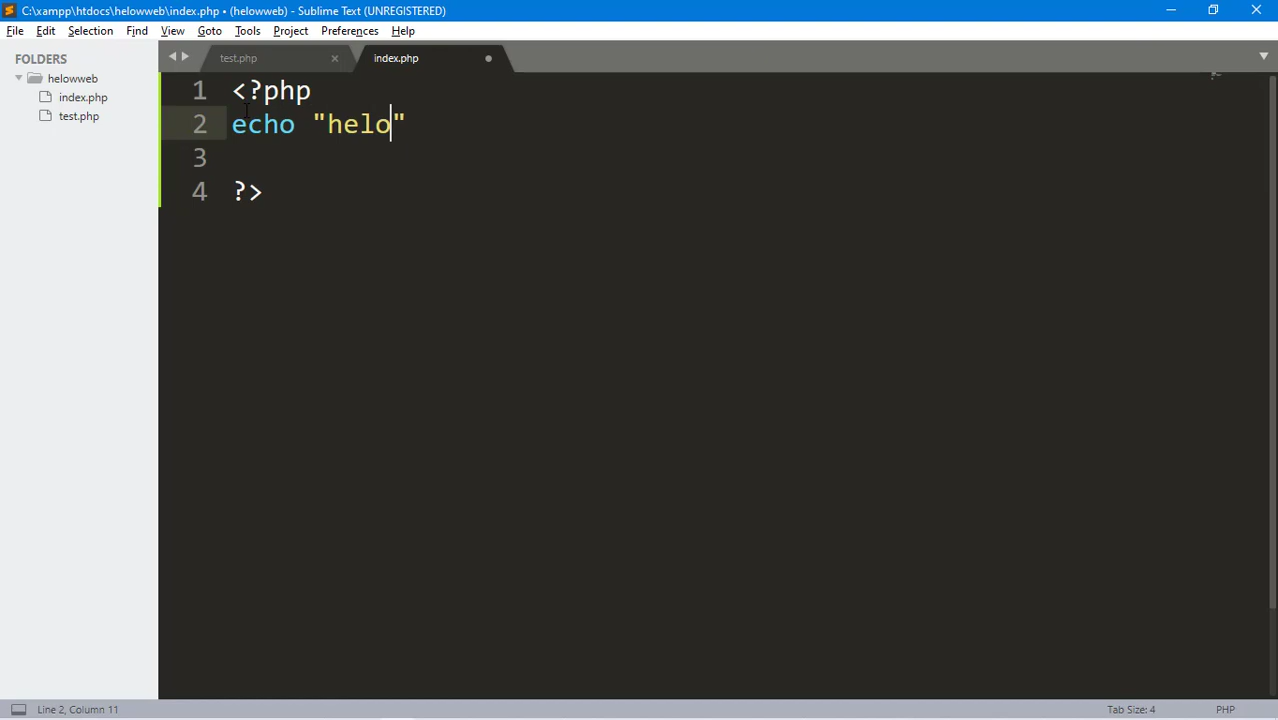 C:\xampp\htdocs\helowweb\index.php • (helowweb) - Sublime Text (UNREGISTERED)
File Edit Selection Find View Goto Tools Project Preferences Help
FOLDERS
helowweb
index.php
test.php
test.php × index.php
1 <?php
2 echo "helo"
3
4 ?>
Line 2, Column 11 Tab Size: 4 PHP